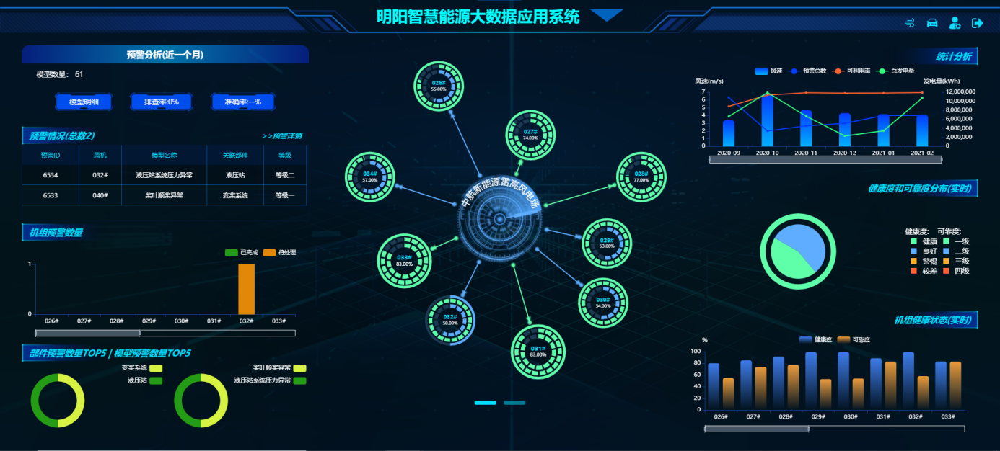 明阳智慧能源大数据应用系统
预警分析(近一个月)
模型数量: 61
模型明细 排查率:0% 准确率:--%
预警情况(总数2) >>预警详情
预警ID 风机 模型名称 关联部件 等级
6534 032# 液压站系统压力异常 液压站 等级二
6533 040# 桨叶顺桨异常 变桨系统 等级一
机组预警数量
已完成 待处理
1
0
026# 027# 028# 029# 030# 031# 032# 033#
部件预警数量TOP5 / 模型预警数量TOP5
变桨系统
液压站
桨叶顺桨异常
液压站系统压力异常
026#
55.00%
027#
74.00%
034#
57.00%
028#
77.00%
中航新能源雷高风电场
029#
53.00%
033#
83.00%
030#
54.00%
032#
50.00%
031#
83.00%
统计分析
风速 预警总数 可利用率 总发电量
风速(m/s) 发电量(kWh)
7 12,000,000
6 10,000,000
5 8,000,000
4 6,000,000
3 4,000,000
2 2,000,000
1
0 0
2020-09 2020-10 2020-11 2020-12 2021-01 2021-02
健康度和可靠度分布(实时)
健康度: 可靠度:
健康 一级
良好 二级
警惕 三级
较差 四级
机组健康状态(实时)
% 健康度 可靠度
100
80
60
40
20
0
026# 027# 028# 029# 030# 031# 032# 033#